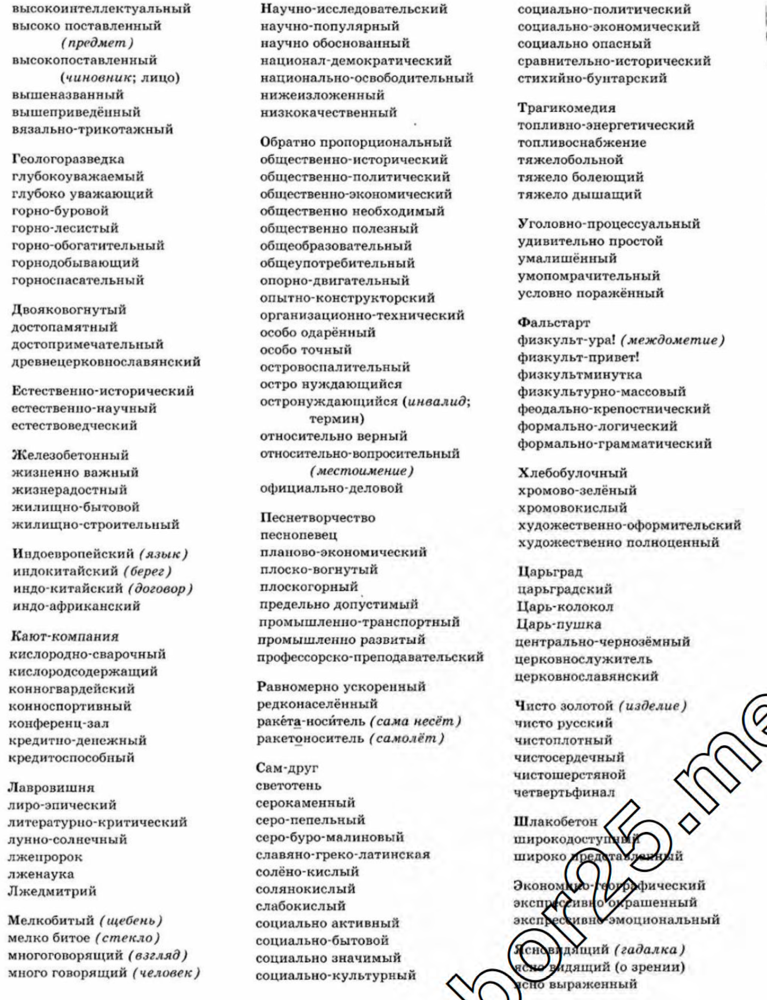 высокоинтеллектуальный
высоко поставленный
(предмет)
высокопоставленный
(чиновник; лицо)
вышеназванный
вышеприведённый
вязально-трикотажный
Геологоразведка
глубокоуважаемый
глубоко уважающий
горно-буровой
горно-лесистый
горно-обогатительный
горнодобывающий
горноспасательный
Двояковогнутый
достопамятный
достопримечательный
древнецерковнославянский
Естественно-исторический
естественно-научный
естествоведческий
Железобетонный
жизненно важный
жизнерадостный
жилищно-бытовой
жилищно-строительный
Индоевропейский (язык)
индокитайский (берег)
индо-китайский (договор)
индо-африканский
Кают-компания
кислородно-сварочный
кислородсодержащий
конногвардейский
конноспортивный
конференц-зал
кредитно-денежный
кредитоспособный
Лавровишня
лиро-эпический
литературно-критический
лунно-солнечный
лжепророк
лженаука
Лжедмитрий
Мелкобитый (щебень)
мелко битое (стекло)
многоговорящий (взгляд)
много говорящий (человек)
Научно-исследовательский
научно-популярный
научно обоснованный
национал-демократический
национально-освободительный
нижеизложенный
низкокачественный
Обратно пропорциональный
общественно-исторический
общественно-политический
общественно-экономический
общественно необходимый
общественно полезный
общеобразовательный
общеупотребительный
опорно-двигательный
опытно-конструкторский
организационно-технический
особо одарённый
особо точный
островоспалительный
остро нуждающийся
остронуждающийся (инвалид;
термин)
относительно верный
относительно-вопросительный
(местоимение)
официально-деловой
Песнетворчество
песнопевец
планово-экономический
плоско-вогнутый
плоскогорный
предельно допустимый
промышленно-транспортный
промышленно развитый
профессорско-преподавательский
Равномерно ускоренный
редконаселённый
раке́та-носи́тель (сама несёт)
ракетоноситель (самолёт)
Сам-друг
светотень
серокаменный
серо-пепельный
серо-буро-малиновый
славяно-греко-латинская
солёно-кислый
солянокислый
слабокислый
социально активный
социально-бытовой
социально значимый
социально-культурный
социально-политический
социально-экономический
социально опасный
сравнительно-исторический
стихийно-бунтарский
Трагикомедия
топливно-энергетический
топливоснабжение
тяжелобольной
тяжело болеющий
тяжело дышащий
Уголовно-процессуальный
удивительно простой
умалишённый
умопомрачительный
условно поражённый
Фальстарт
физкульт-ура! (междометие)
физкульт-привет!
физкультминутка
физкультурно-массовый
феодально-крепостнический
формально-логический
формально-грамматический
Хлебобулочный
хромово-зелёный
хромовокислый
художественно-оформительский
художественно полноценный
Царьград
царьградский
Царь-колокол
Царь-пушка
центрально-чернозёмный
церковнослужитель
церковнославянский
Чисто золотой (изделие)
чисто русский
чистоплотный
чистосердечный
чистошерстяной
четвертьфинал
Шлакобетон
широкодоступный
широко представленный
Экономико-географический
экспрессивно окрашенный
экспрессивно-эмоциональный
Ясновидящий (гадалка)
ясно видящий (о зрении)
ясно выраженный
bor25.me